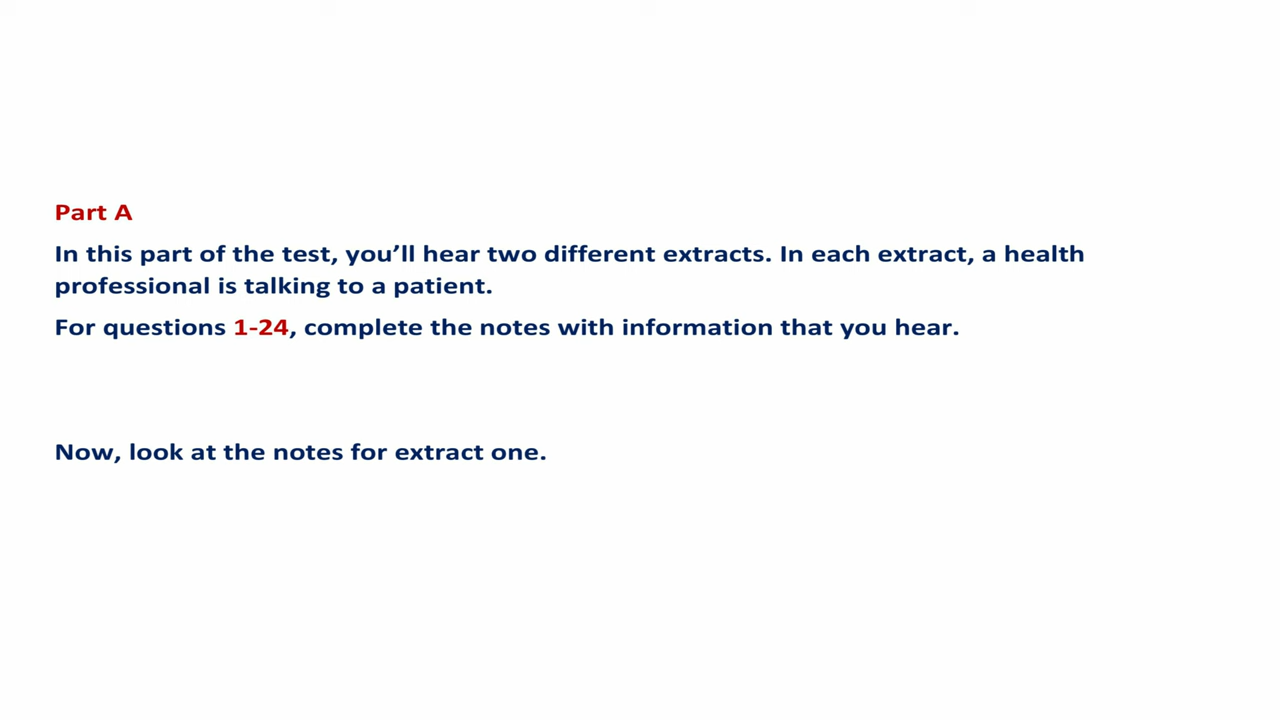 Part A
In this part of the test, you’ll hear two different extracts. In each extract, a health
professional is talking to a patient.
For questions 1-24, complete the notes with information that you hear.
Now, look at the notes for extract one.